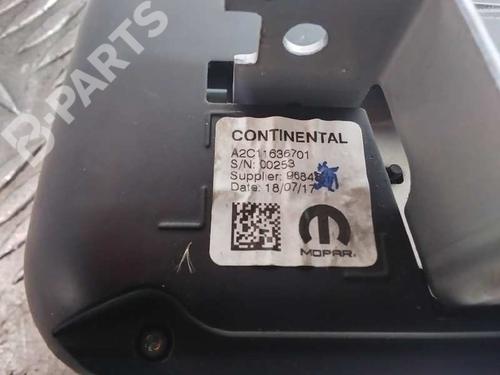 B-PARTS
CONTINENTAL
A2C11636701
S/N: 00253
Supplier: 9684
Date: 18/07/17
MOPAR